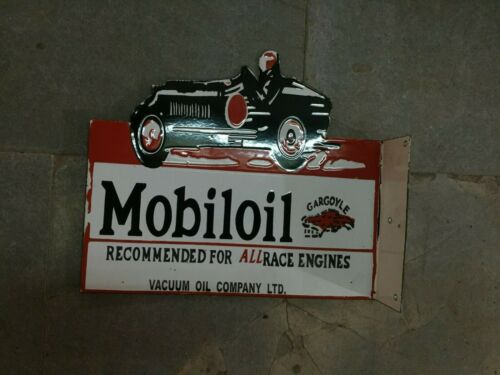 Mobiloil
GARGOYLE
RECOMMENDED FOR ALL RACE ENGINES
VACUUM OIL COMPANY LTD.